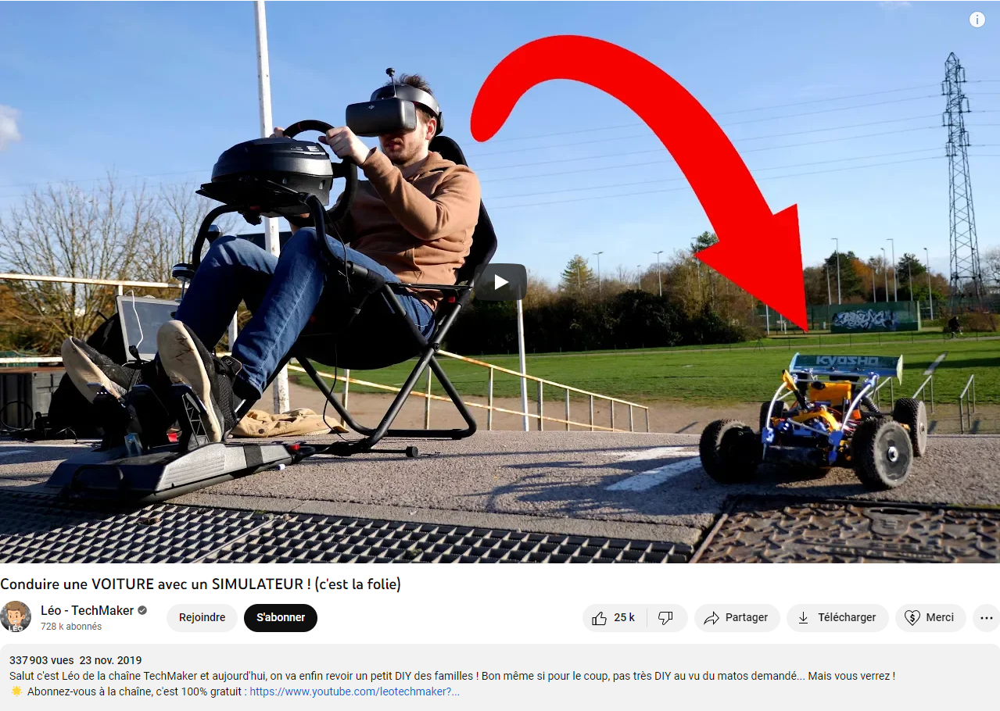 KYOSHO
Conduire une VOITURE avec un SIMULATEUR ! (c'est la folie)
Léo - TechMaker
728 k abonnés
Rejoindre
S'abonner
25 k
Partager
Télécharger
Merci
337 903 vues 23 nov. 2019
Salut c'est Léo de la chaîne TechMaker et aujourd'hui, on va enfin revoir un petit DIY des familles ! Bon même si pour le coup, pas très DIY au vu du matos demandé... Mais vous verrez !
🌟 Abonnez-vous à la chaîne, c'est 100% gratuit : https://www.youtube.com/leotechmaker?...